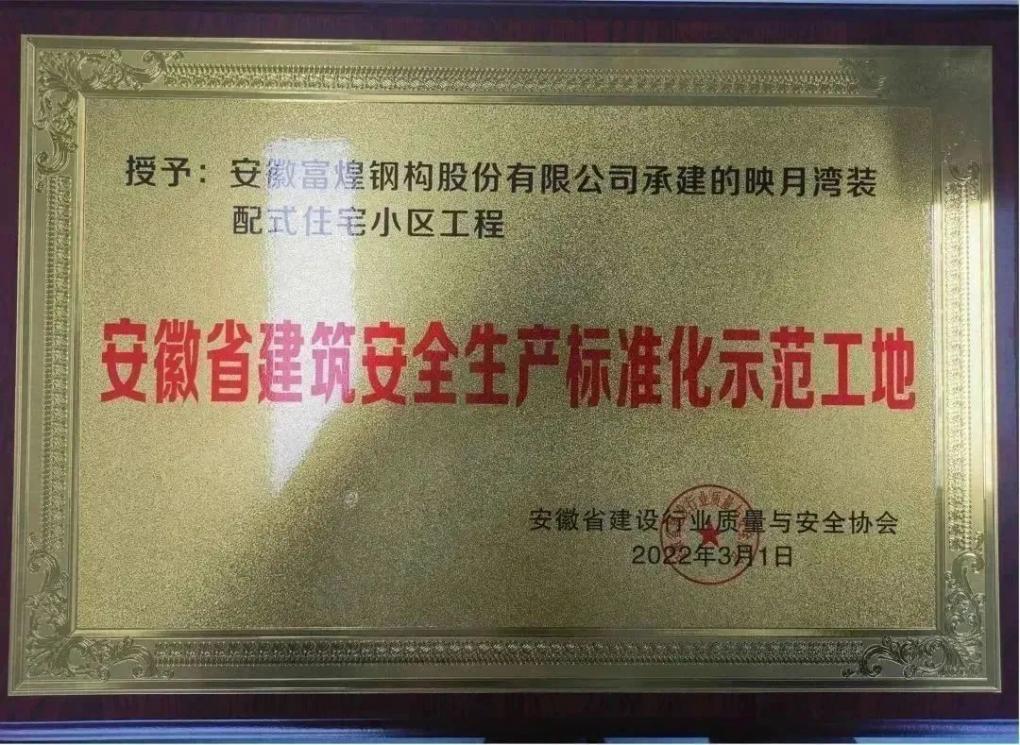 授予：安徽富煌钢构股份有限公司承建的映月湾装
配式住宅小区工程
安徽省建筑安全生产标准化示范工地
安徽省建设行业质量与安全协会
2022年3月1日